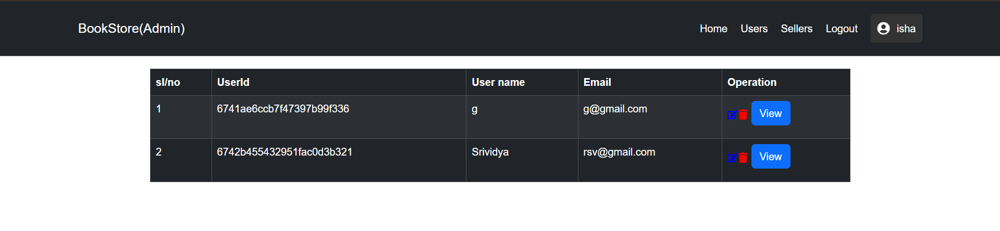 BookStore(Admin) Home Users Sellers Logout isha
sl/no UserId User name Email Operation
1 6741ae6ccb7f47397b99f336 g g@gmail.com View
2 6742b455432951fac0d3b321 Srividya rsv@gmail.com View